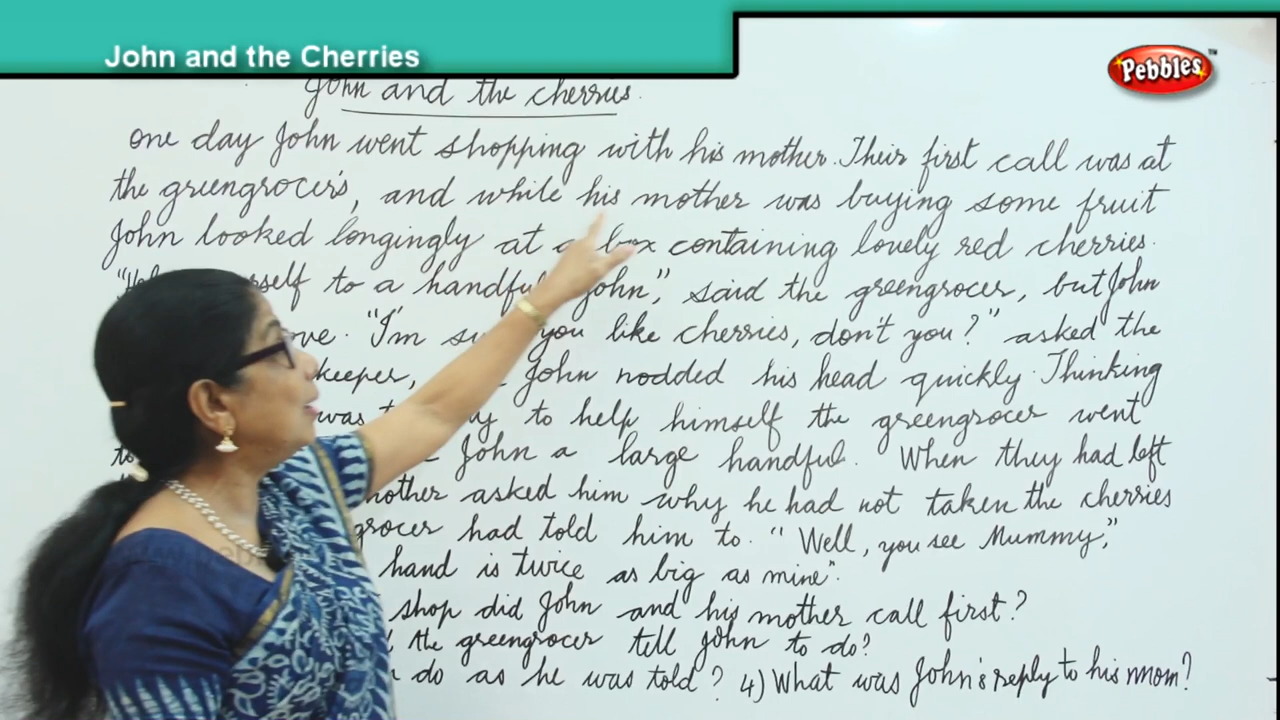 John and the Cherries
Pebbles
TM
John and the cherries.
one day John went shopping with his mother. Their first call was at
the greengrocer's, and while his mother was buying some fruit
John looked longingly at a box containing lovely red cherries.
to a handful John", said the greengrocer, but John
"I'm you like cherries, don't you?" asked the
keeper, John nodded his head quickly. Thinking
was to help himself the greengrocer went
John a large handful. When they had left
mother asked him why he had not taken the cherries
grocer had told him to. "Well, you see Mummy,"
hand is twice as big as mine".
shop did John and his mother call first?
the greengrocer tell John to do?
do as he was told? 4) What was John's reply to his mom?